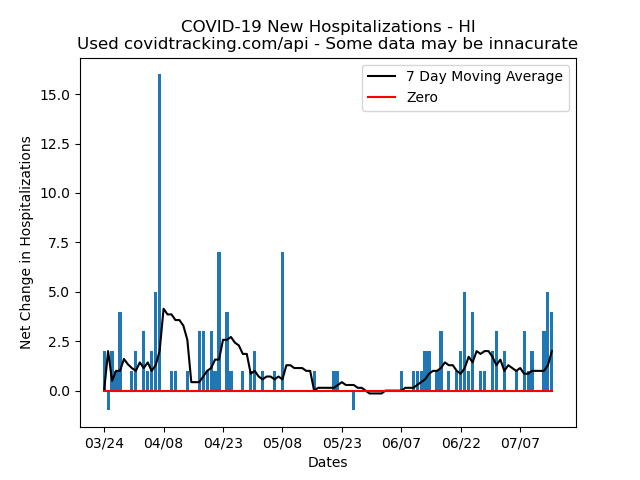 COVID-19 New Hospitalizations - HI
Used covidtracking.com/api - Some data may be innacurate
7 Day Moving Average
Zero
Net Change in Hospitalizations
15.0
12.5
10.0
7.5
5.0
2.5
0.0
03/24 04/08 04/23 05/08 05/23 06/07 06/22 07/07
Dates